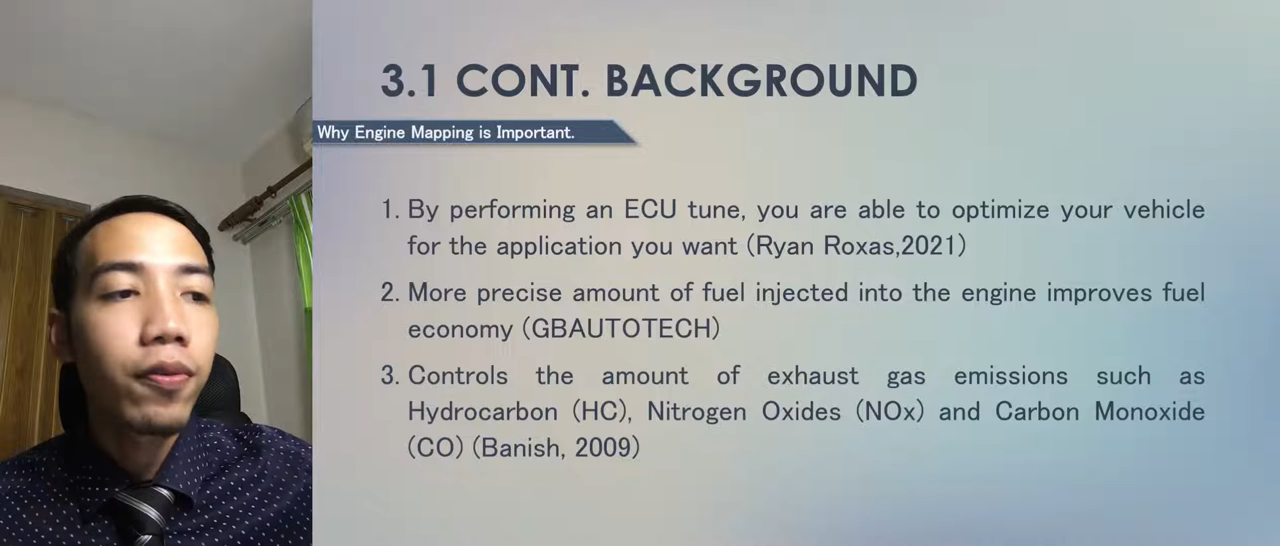 3.1 CONT. BACKGROUND
Why Engine Mapping is Important.
1. By performing an ECU tune, you are able to optimize your vehicle
for the application you want (Ryan Roxas,2021)
2. More precise amount of fuel injected into the engine improves fuel
economy (GBAUTOTECH)
3. Controls the amount of exhaust gas emissions such as
Hydrocarbon (HC), Nitrogen Oxides (NOx) and Carbon Monoxide
(CO) (Banish, 2009)